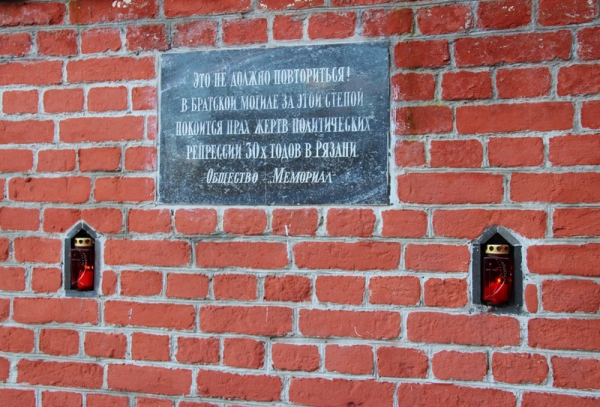 Это не должно повториться!
В братской могиле за этой стеной
покоится прах жертв политических
репрессий 30х годов в Рязани
Общество „Мемориал"